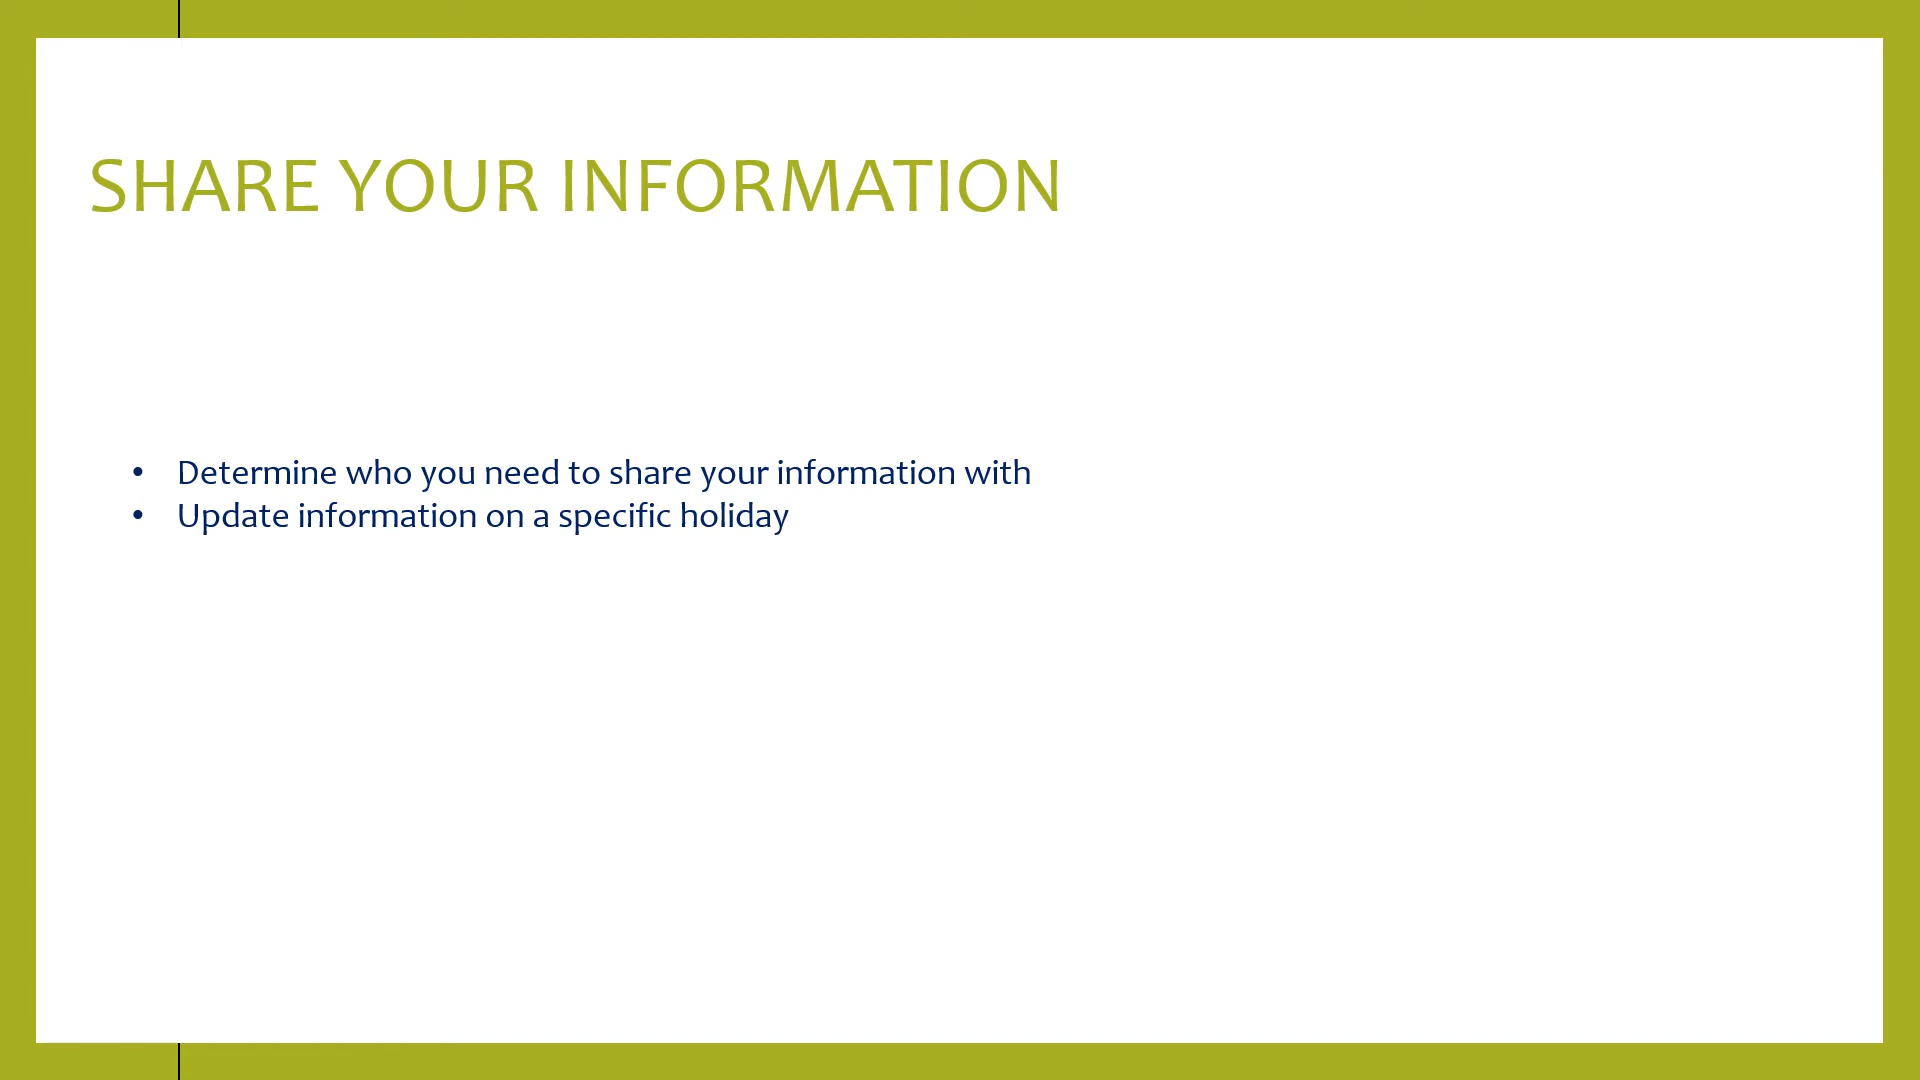 SHARE YOUR INFORMATION
• Determine who you need to share your information with
• Update information on a specific holiday